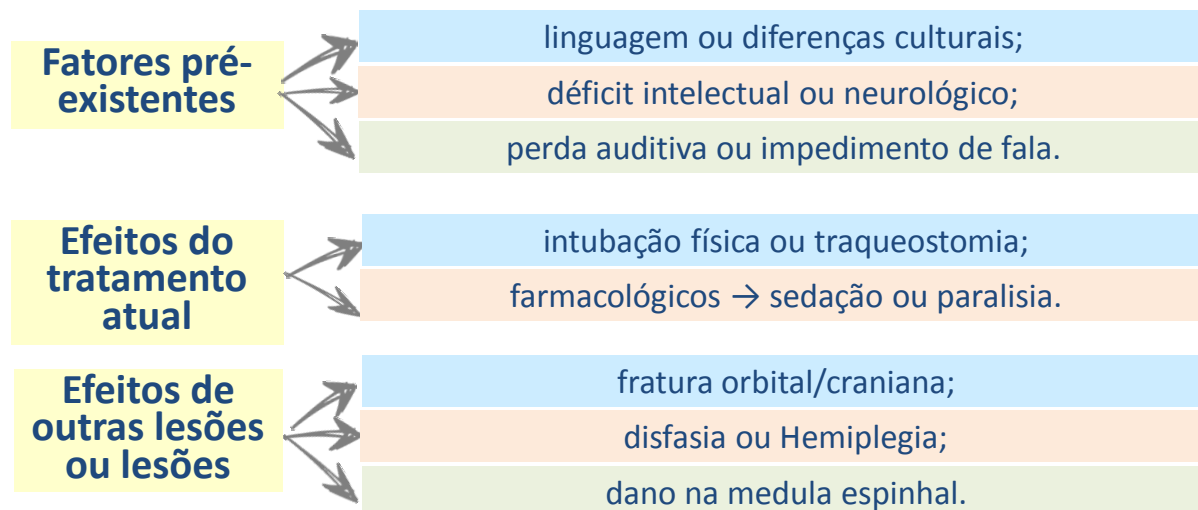 Fatores pré-
existentes
linguagem ou diferenças culturais;
déficit intelectual ou neurológico;
perda auditiva ou impedimento de fala.
Efeitos do
tratamento
atual
intubação física ou traqueostomia;
farmacológicos → sedação ou paralisia.
Efeitos de
outras lesões
ou lesões
fratura orbital/craniana;
disfasia ou Hemiplegia;
dano na medula espinhal.